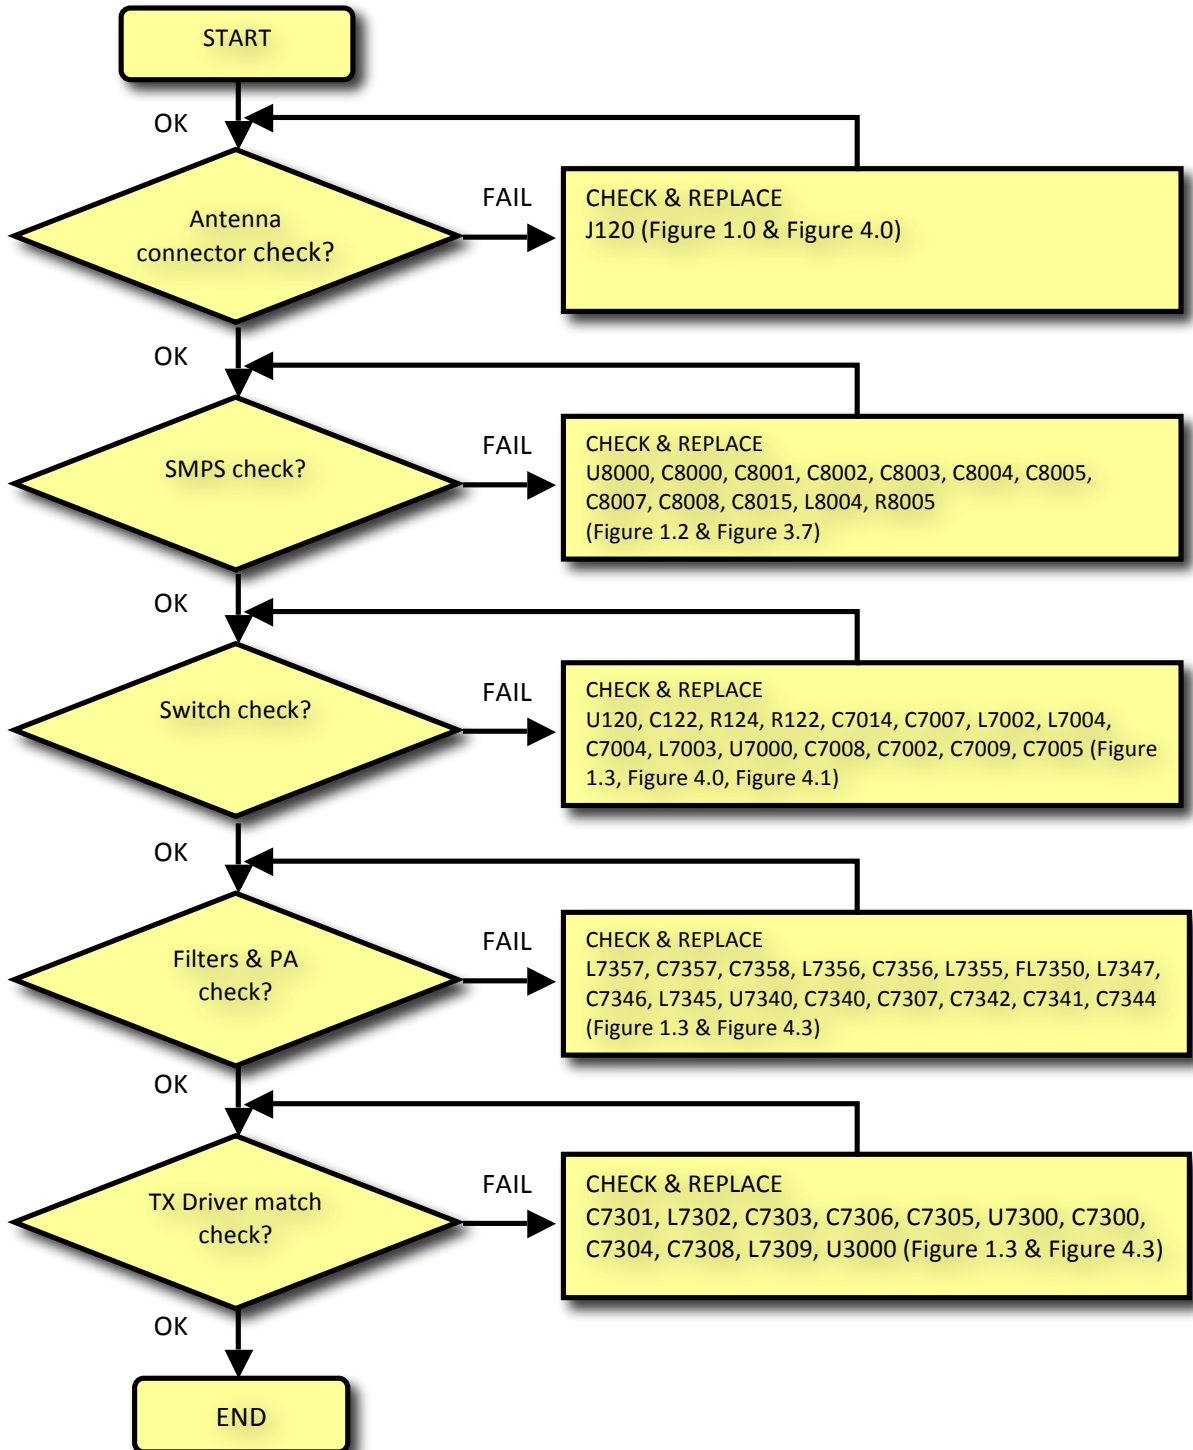 START
OK
Antenna
connector check?
FAIL
CHECK & REPLACE
J120 (Figure 1.0 & Figure 4.0)
OK
SMPS check?
FAIL
CHECK & REPLACE
U8000, C8000, C8001, C8002, C8003, C8004, C8005,
C8007, C8008, C8015, L8004, R8005
(Figure 1.2 & Figure 3.7)
OK
Switch check?
FAIL
CHECK & REPLACE
U120, C122, R124, R122, C7014, C7007, L7002, L7004,
C7004, L7003, U7000, C7008, C7002, C7009, C7005 (Figure
1.3, Figure 4.0, Figure 4.1)
OK
Filters & PA
check?
FAIL
CHECK & REPLACE
L7357, C7357, C7358, L7356, C7356, L7355, FL7350, L7347,
C7346, L7345, U7340, C7340, C7307, C7342, C7341, C7344
(Figure 1.3 & Figure 4.3)
OK
TX Driver match
check?
FAIL
CHECK & REPLACE
C7301, L7302, C7303, C7306, C7305, U7300, C7300,
C7304, C7308, L7309, U3000 (Figure 1.3 & Figure 4.3)
OK
END